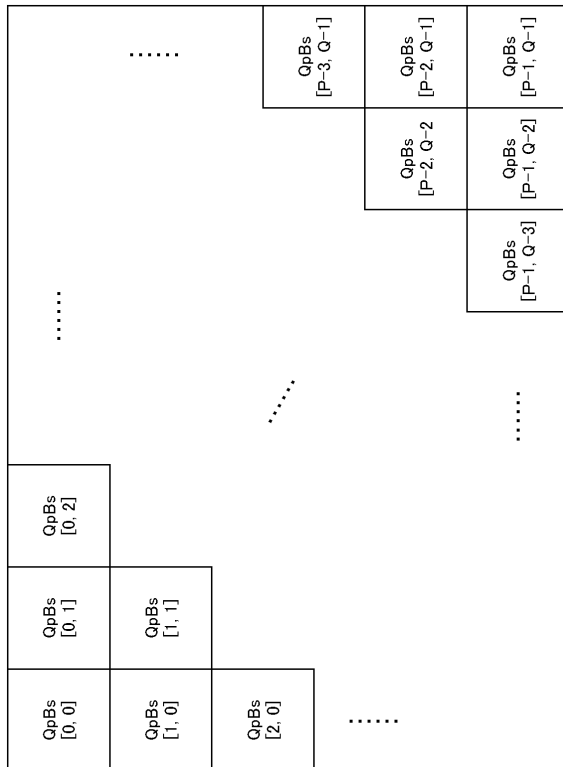 QpBs
[0, 0]
QpBs
[0, 1]
QpBs
[0, 2]
......
QpBs
[1, 0]
QpBs
[1, 1]
......
QpBs
[2, 0]
......
QpBs
[P-3, Q-1]
......
QpBs
[P-2, Q-2
QpBs
[P-2, Q-1]
......
QpBs
[P-1, Q-3]
QpBs
[P-1, Q-2]
QpBs
[P-1, Q-1]